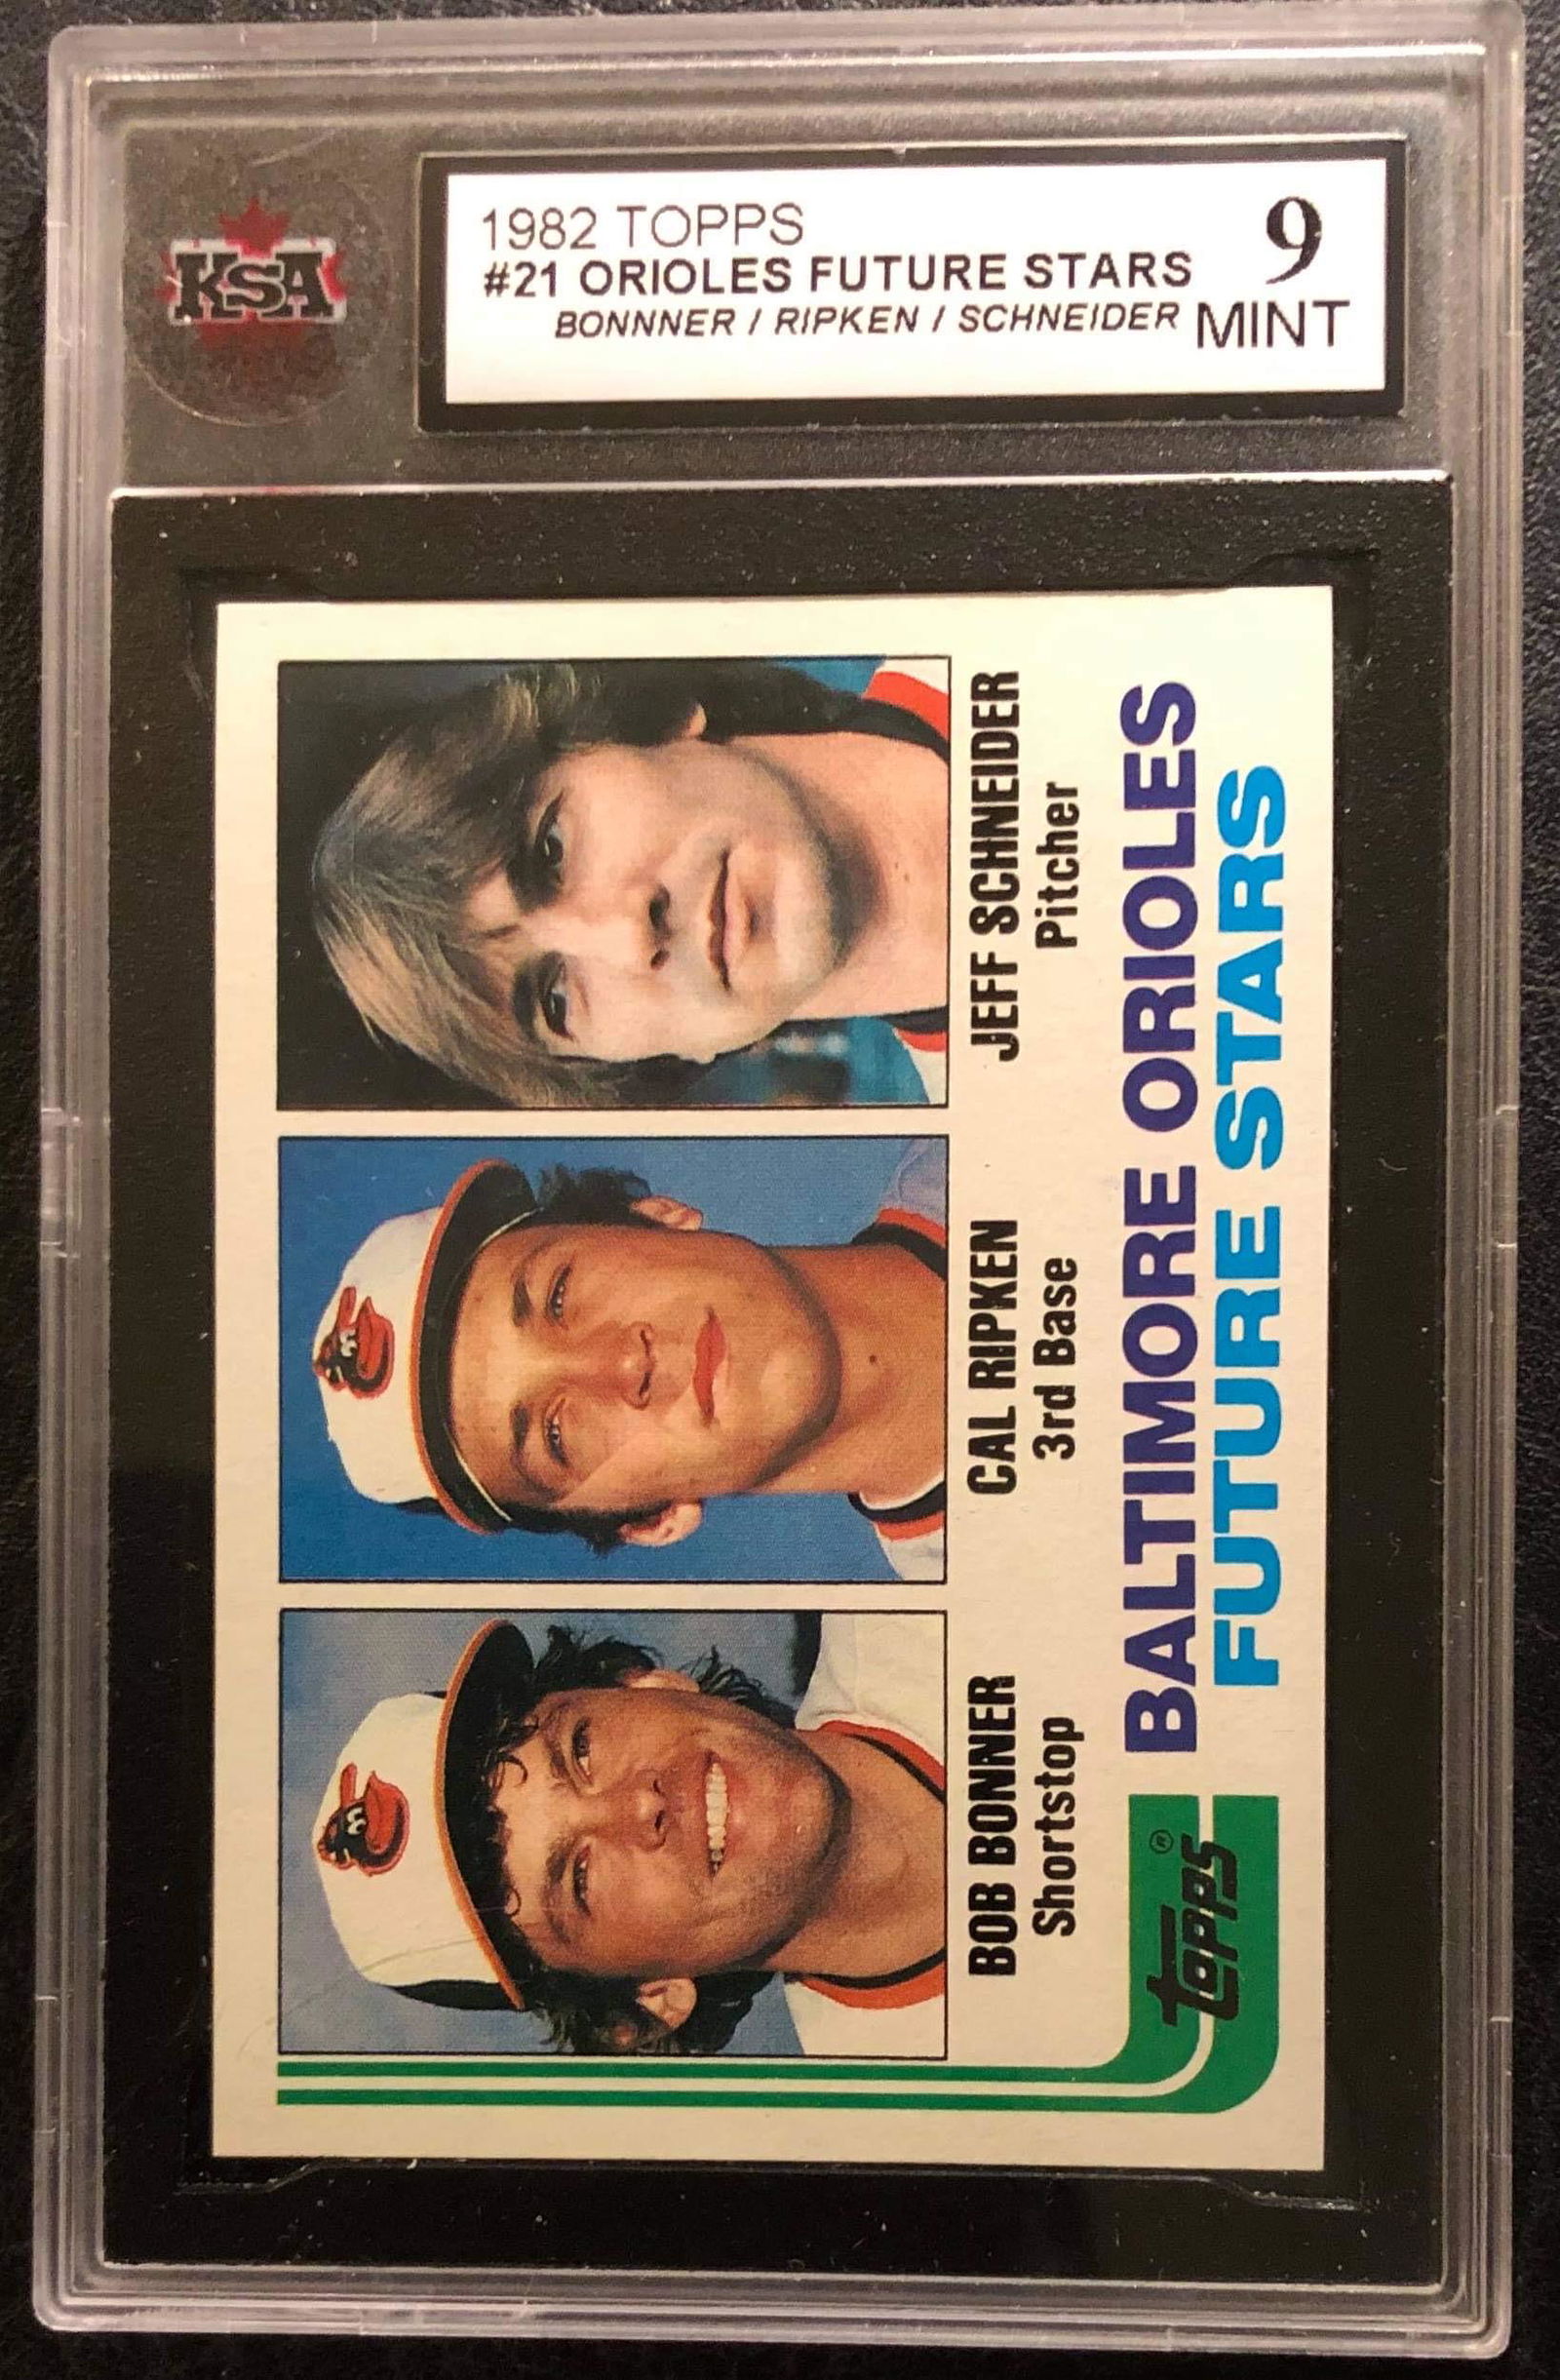 KSA
1982 TOPPS
#21 ORIOLES FUTURE STARS
BONNNER / RIPKEN / SCHNEIDER
9
MINT
BOB BONNER
Shortstop
CAL RIPKEN
3rd Base
JEFF SCHNEIDER
Pitcher
Topps®
BALTIMORE ORIOLES
FUTURE STARS